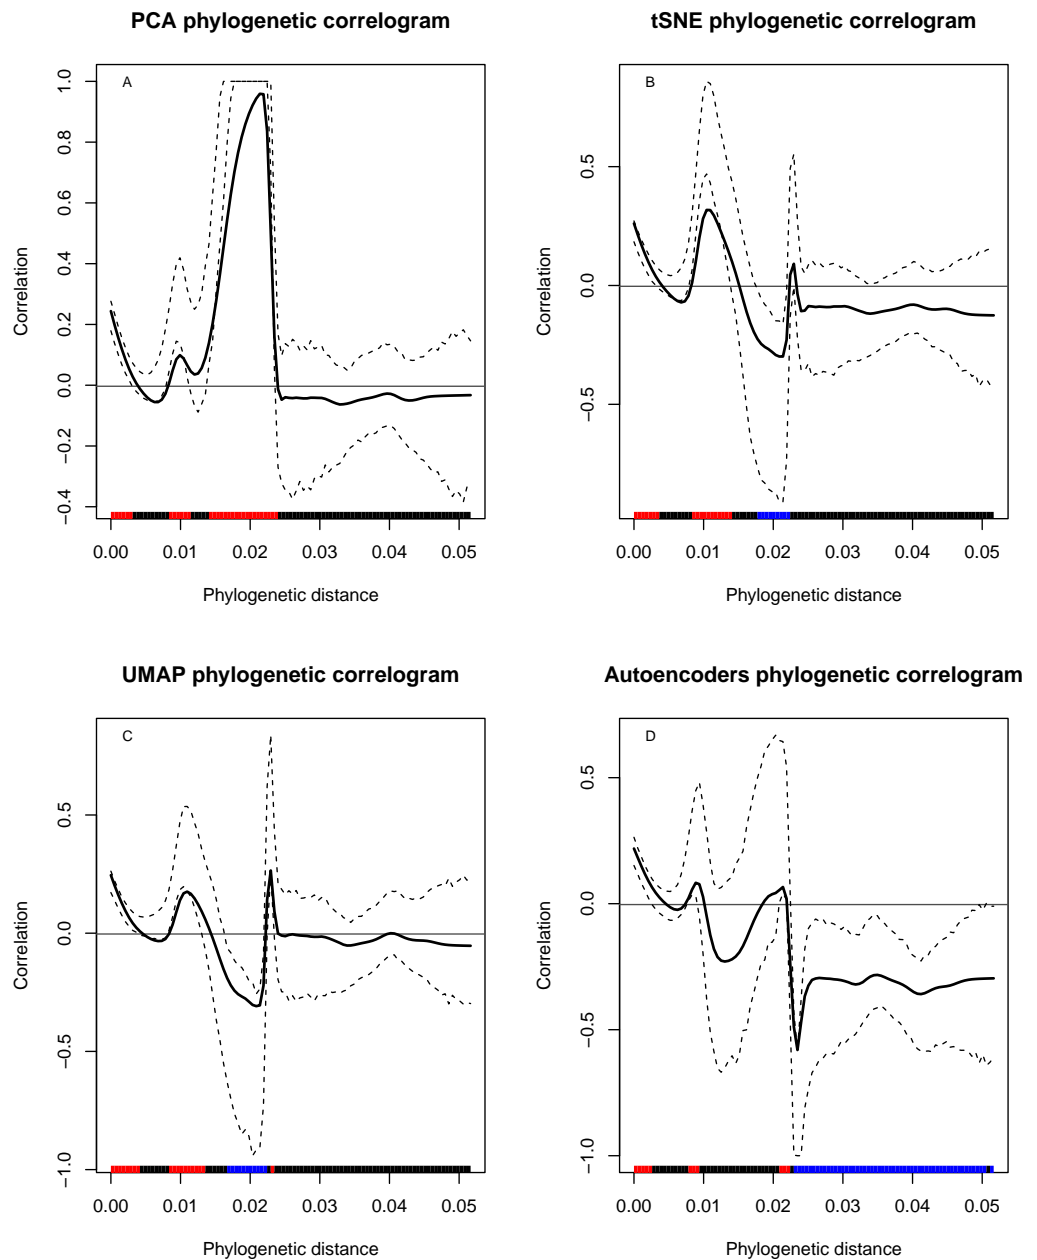 PCA phylogenetic correlogram
A
Correlation
1.0
0.8
0.6
0.4
0.2
0.0
−0.2
−0.4
0.00 0.01 0.02 0.03 0.04 0.05
Phylogenetic distance
tSNE phylogenetic correlogram
B
Correlation
0.5
0.0
−0.5
0.00 0.01 0.02 0.03 0.04 0.05
Phylogenetic distance
UMAP phylogenetic correlogram
C
Correlation
0.5
0.0
−0.5
−1.0
0.00 0.01 0.02 0.03 0.04 0.05
Phylogenetic distance
Autoencoders phylogenetic correlogram
D
Correlation
0.5
0.0
−0.5
−1.0
0.00 0.01 0.02 0.03 0.04 0.05
Phylogenetic distance